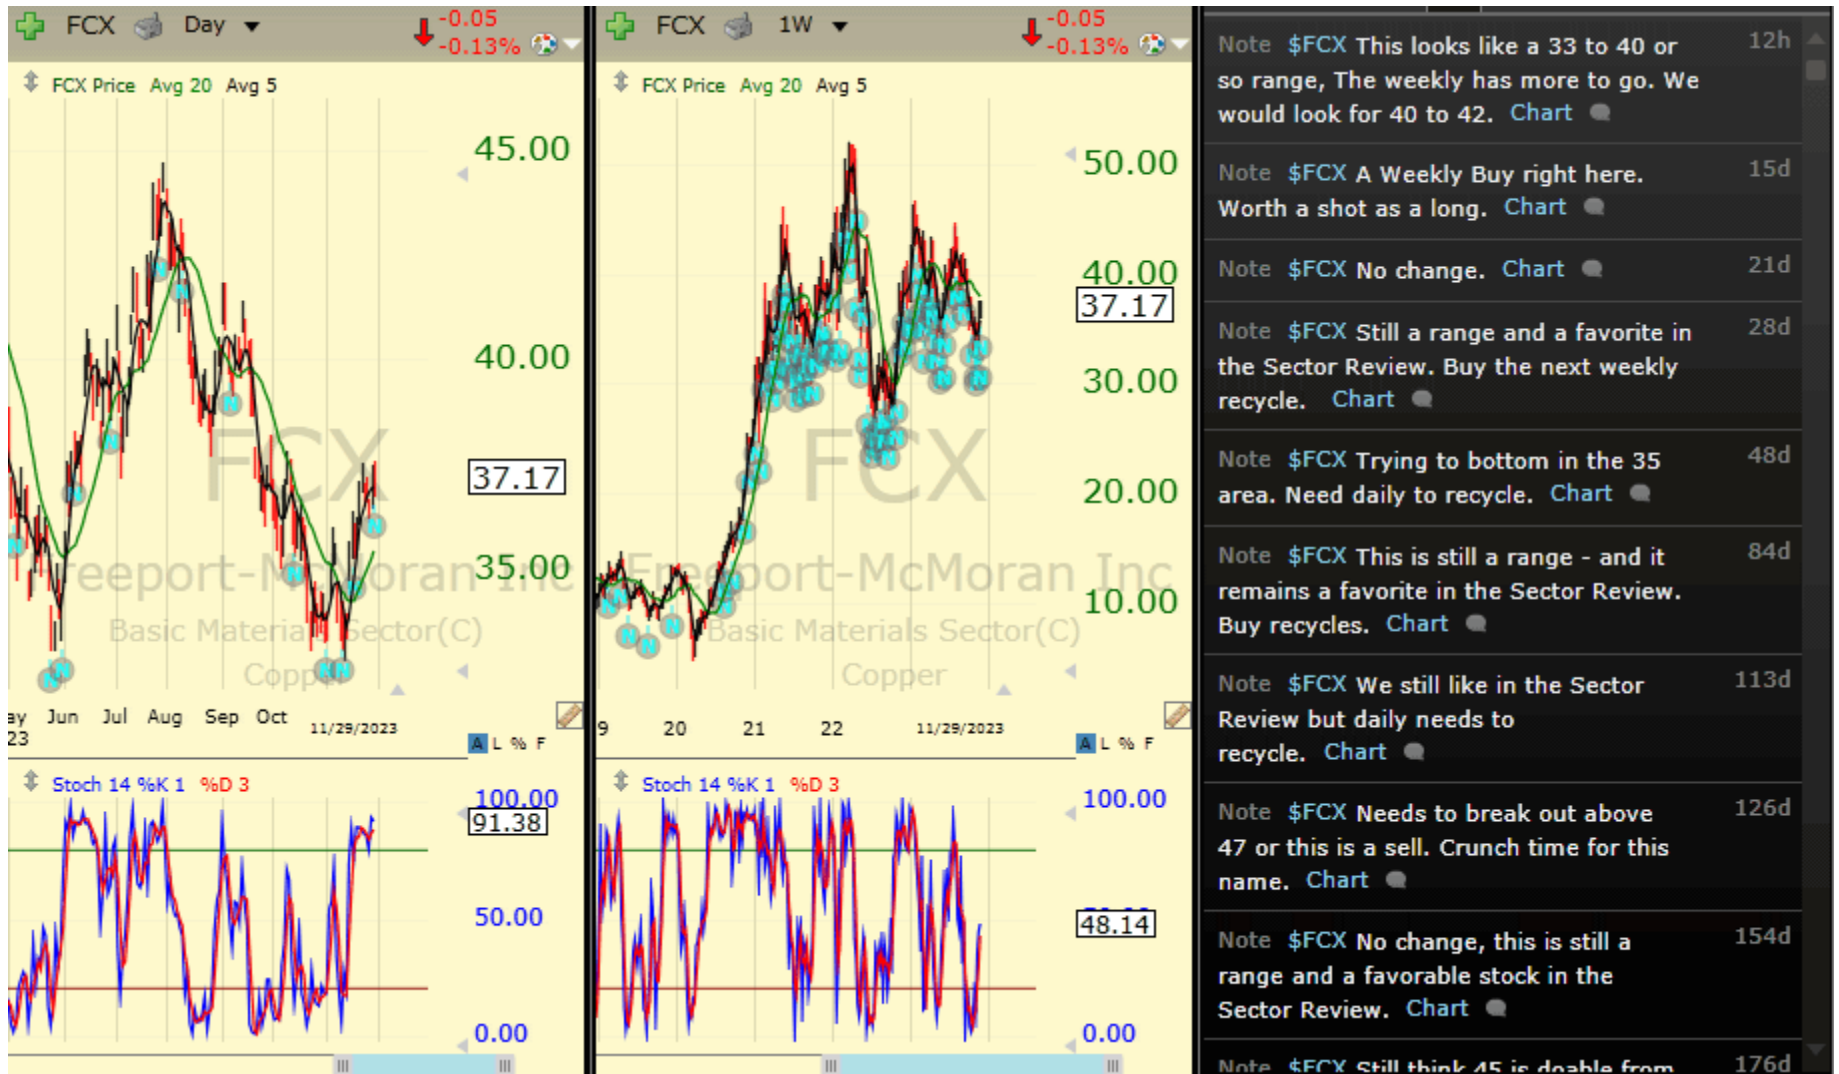 FCX Day
-0.05
-0.13%
FCX Price Avg 20 Avg 5
45.00
40.00
37.17
35.00
FCX
Freeport-McMoran Inc
Basic Materials Sector(C)
Copper
ay Jun Jul Aug Sep Oct 11/29/2023
23
A L % F
Stoch 14 %K 1 %D 3
100.00
91.38
50.00
0.00
FCX 1W
-0.05
-0.13%
FCX Price Avg 20 Avg 5
50.00
40.00
37.17
30.00
20.00
10.00
FCX
Freeport-McMoran Inc
Basic Materials Sector(C)
Copper
9 20 21 22 11/29/2023
A L % F
Stoch 14 %K 1 %D 3
100.00
48.14
0.00
Note $FCX This looks like a 33 to 40 or 12h
so range, The weekly has more to go. We
would look for 40 to 42. Chart
Note $FCX A Weekly Buy right here. 15d
Worth a shot as a long. Chart
Note $FCX No change. Chart 21d
Note $FCX Still a range and a favorite in 28d
the Sector Review. Buy the next weekly
recycle. Chart
Note $FCX Trying to bottom in the 35 48d
area. Need daily to recycle. Chart
Note $FCX This is still a range - and it 84d
remains a favorite in the Sector Review.
Buy recycles. Chart
Note $FCX We still like in the Sector 113d
Review but daily needs to
recycle. Chart
Note $FCX Needs to break out above 126d
47 or this is a sell. Crunch time for this
name. Chart
Note $FCX No change, this is still a 154d
range and a favorable stock in the
Sector Review. Chart
Note $FCX Still think 45 is doable from 176d